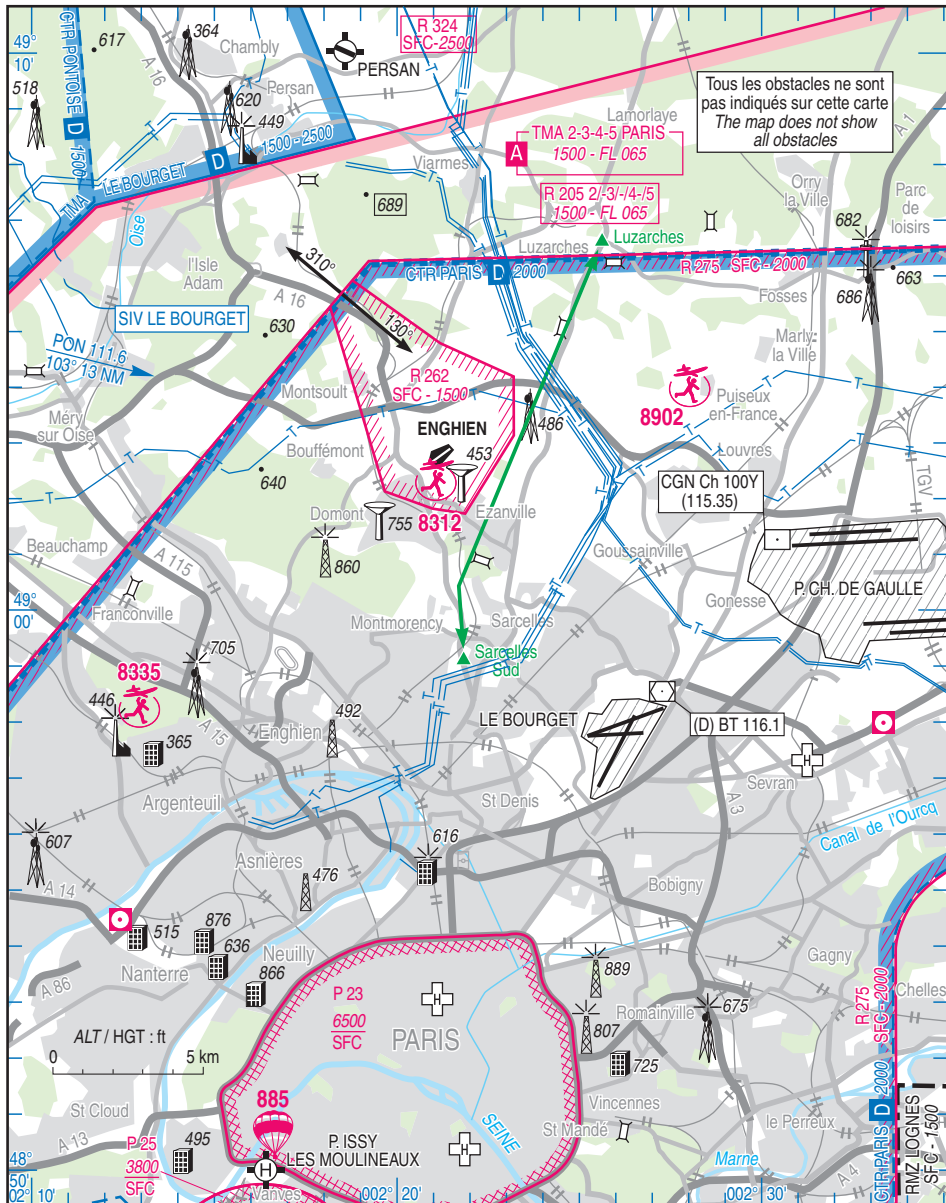 49°
10'
617
364
CTR PONTOISE D 1500
A 16
Chambly
R 324
SFC-2500
PERSAN
518
620
Persan
449
Tous les obstacles ne sont
pas indiqués sur cette carte
The map does not show
all obstacles
A 1
Lamorlaye
TMA LE BOURGET D 1500 - 2500
Viarmes
A
TMA 2-3-4-5 PARIS
1500 - FL 065
689
R 205 2/-3/-/4-/5
1500 - FL 065
Orry
la Ville
Parc
de
loisirs
682
Oise
Luzarches
Luzarches
310°
l'Isle
Adam
CTR PARIS D 2000
R 275 SFC - 2000
663
686
Fosses
A 16
SIV LE BOURGET
130°
630
Marly
la Ville
PON 111.6
103° 13 NM
R 262
SFC - 1500
Montsoult
8902
Puiseux
en-France
486
Méry
sur Oise
ENGHIEN
453
Bouffémont
Louvres
640
CGN Ch 100Y
(115.35)
TGV
Domont
755
8312
Ezanville
860
Beauchamp
A 115
Goussainville
P. CH. DE GAULLE
Gonesse
49°
00'
Franconville
Montmorency
Sarcelles
Sarcelles
Sud
705
8335
446
365
A 15
Enghien
492
LE BOURGET
(D) BT 116.1
Sevran
Argenteuil
St Denis
A 3
607
616
Canal de l'Ourcq
Asnières
476
A 14
Bobigny
515
876
636
Neuilly
866
Nanterre
A 86
Gagny
889
Chelles
P 23
6500
SFC
PARIS
R 275
SFC - 2000
Romainville
675
807
725
ALT / HGT : ft
0
5 km
St Cloud
885
SEINE
Vincennes
St Mandé
le Perreux
A 13
P 25
3800
SFC
495
P. ISSY
LES MOULINEAUX
H
Vanves
Marne
A 4
CTR PARIS D 2000
RMZ LOGNES
SFC - 1500
48°
50'
002° 10'
002° 20'
002° 30'